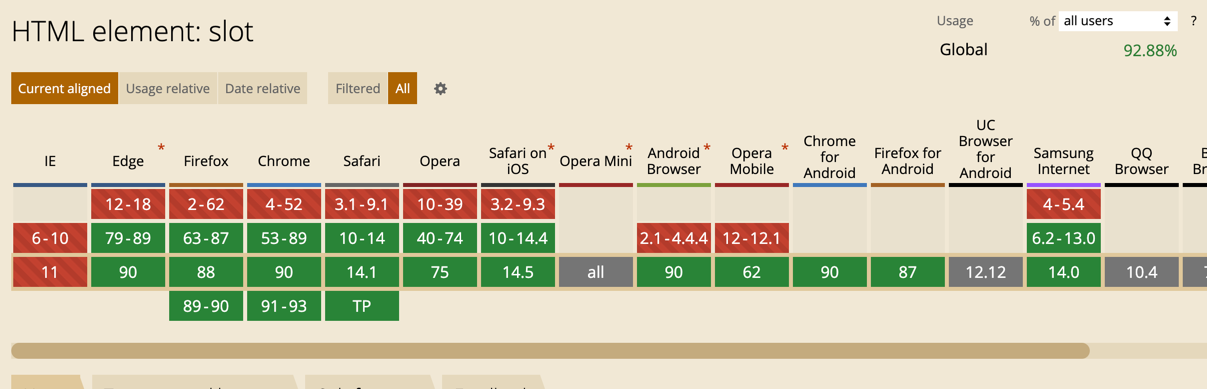 HTML element: slot
Usage % of all users ?
Global 92.88%
Current aligned Usage relative Date relative Filtered All
IE Edge * Firefox Chrome Safari Opera Safari on iOS * Opera Mini * Android Browser * Opera Mobile * Chrome for Android Firefox for Android UC Browser for Android Samsung Internet QQ Browser
12-18 2-62 4-52 3.1-9.1 10-39 3.2-9.3 4-5.4
6-10 79-89 63-87 53-89 10-14 40-74 10-14.4 2.1-4.4.4 12-12.1 6.2-13.0
11 90 88 90 14.1 75 14.5 all 90 62 90 87 12.12 14.0 10.4
89-90 91-93 TP